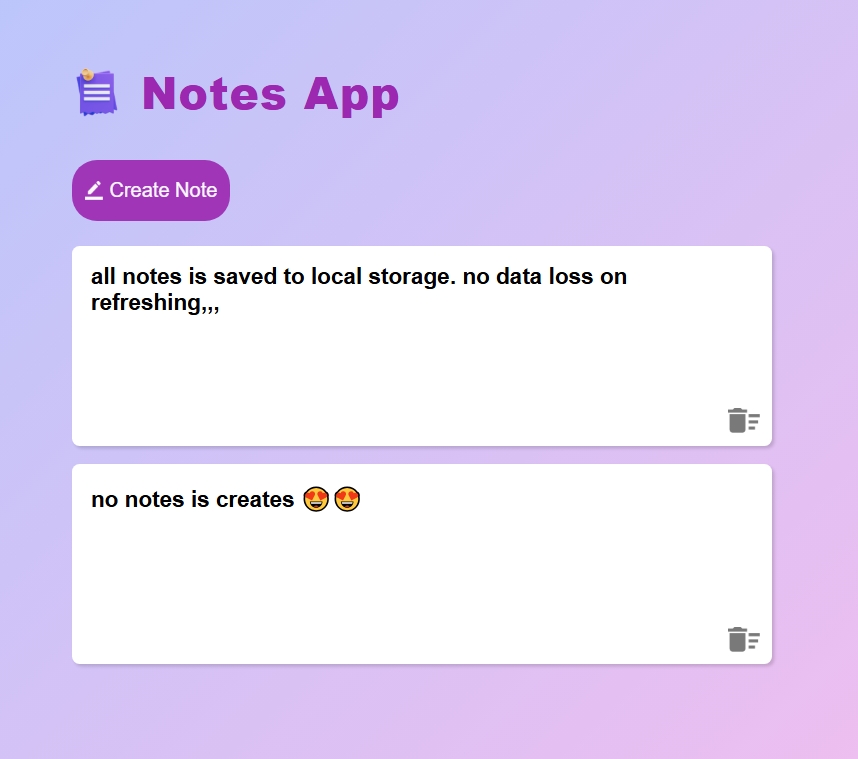 Notes App
Create Note
all notes is saved to local storage. no data loss on
refreshing,,,
no notes is creates 😍😍